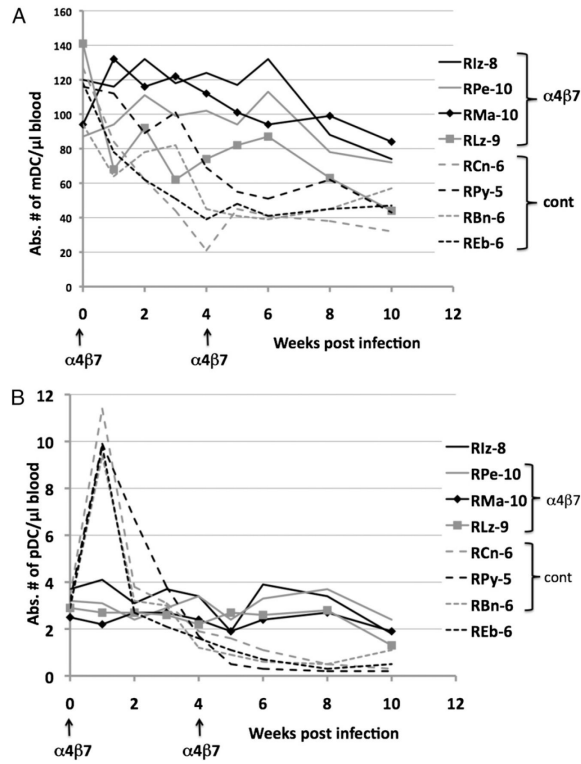 A
160
140
120
100
80
60
40
20
0
Abs. # of mDC/µl blood
0 2 4 6 8 10 12
Weeks post infection
α4β7 α4β7
RIz-8
RPe-10
RMa-10
RLz-9
α4β7
RCn-6
RPy-5
RBn-6
REb-6
cont
B
12
10
8
6
4
2
0
Abs. # of pDC/µl blood
0 2 4 6 8 10 12
Weeks post infection
α4β7 α4β7
RIz-8
RPe-10
RMa-10
RLz-9
α4β7
RCn-6
RPy-5
RBn-6
REb-6
cont